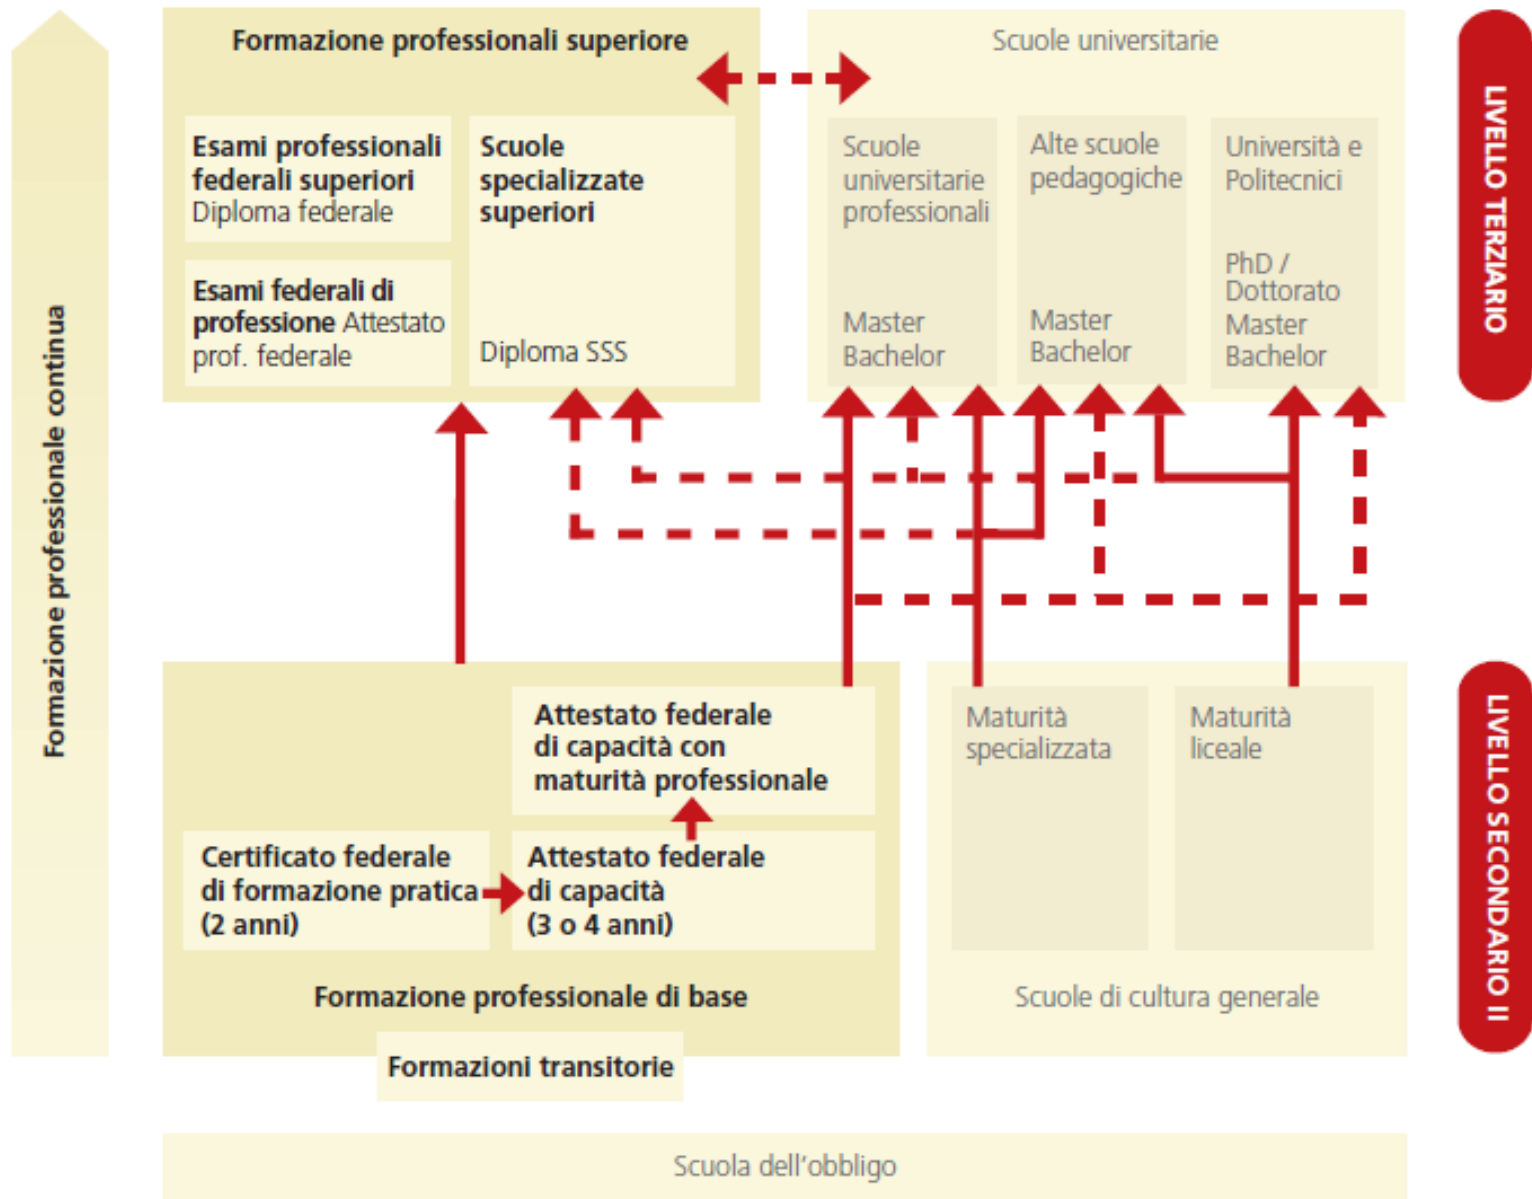 Formazione professionali superiore
Scuole universitarie
Esami professionali
federali superiori
Diploma federale
Esami federali di
professione Attestato
prof. federale
Scuole
specializzate
superiori
Diploma SSS
Scuole
universitarie
professionali
Master
Bachelor
Alte scuole
pedagogiche
Master
Bachelor
Università e
Politecnici
PhD /
Dottorato
Master
Bachelor
LIVELLO TERZIARIO
Formazione professionale continua
Attestato federale
di capacità con
maturità professionale
Certificato federale
di formazione pratica
(2 anni)
Attestato federale
di capacità
(3 o 4 anni)
Formazione professionale di base
Maturità
specializzata
Maturità
liceale
Scuole di cultura generale
LIVELLO SECONDARIO II
Formazioni transitorie
Scuola dell'obbligo